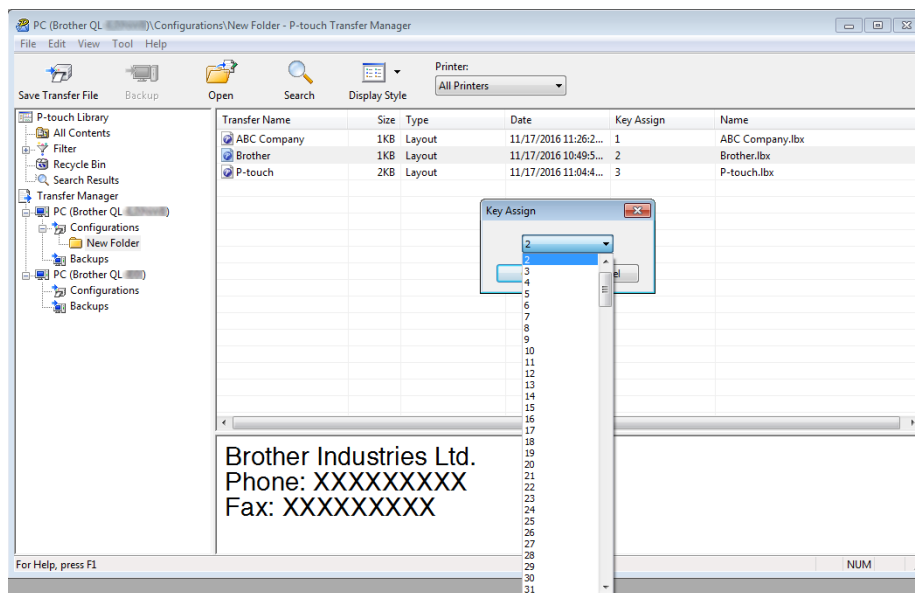 PC (Brother QL )\Configurations\New Folder - P-touch Transfer Manager
File Edit View Tool Help
Save Transfer File
Backup
Open
Search
Display Style
Printer:
All Printers
P-touch Library
All Contents
Filter
Recycle Bin
Search Results
Transfer Manager
PC (Brother QL )
Configurations
New Folder
Backups
PC (Brother QL )
Configurations
Backups
Transfer Name Size Type Date Key Assign Name
ABC Company 1KB Layout 11/17/2016 11:26:2... 1 ABC Company.lbx
Brother 1KB Layout 11/17/2016 10:49:5... 2 Brother.lbx
P-touch 2KB Layout 11/17/2016 11:04:4... 3 P-touch.lbx
Key Assign
2
2
3
4
5
6
7
8
9
10
11
12
13
14
15
16
17
18
19
20
21
22
23
24
25
26
27
28
29
30
31
Brother Industries Ltd.
Phone: XXXXXXXXX
Fax: XXXXXXXXX
For Help, press F1
NUM